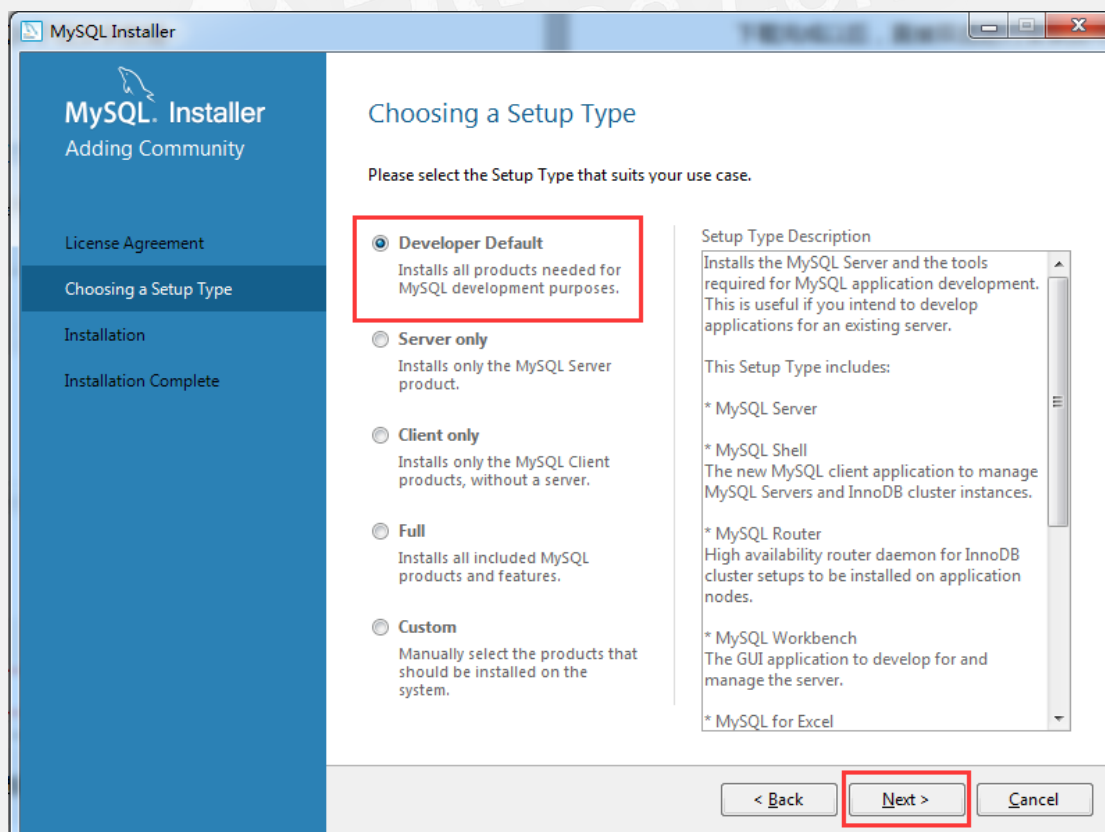 MySQL Installer
MySQL. Installer
Adding Community
License Agreement
Choosing a Setup Type
Installation
Installation Complete
Choosing a Setup Type
Please select the Setup Type that suits your use case.
Developer Default
Installs all products needed for
MySQL development purposes.
Server only
Installs only the MySQL Server
product.
Client only
Installs only the MySQL Client
products, without a server.
Full
Installs all included MySQL
products and features.
Custom
Manually select the products that
should be installed on the
system.
Setup Type Description
Installs the MySQL Server and the tools
required for MySQL application development.
This is useful if you intend to develop
applications for an existing server.
This Setup Type includes:
* MySQL Server
* MySQL Shell
The new MySQL client application to manage
MySQL Servers and InnoDB cluster instances.
* MySQL Router
High availability router daemon for InnoDB
cluster setups to be installed on application
nodes.
* MySQL Workbench
The GUI application to develop for and
manage the server.
* MySQL for Excel
< Back
Next >
Cancel